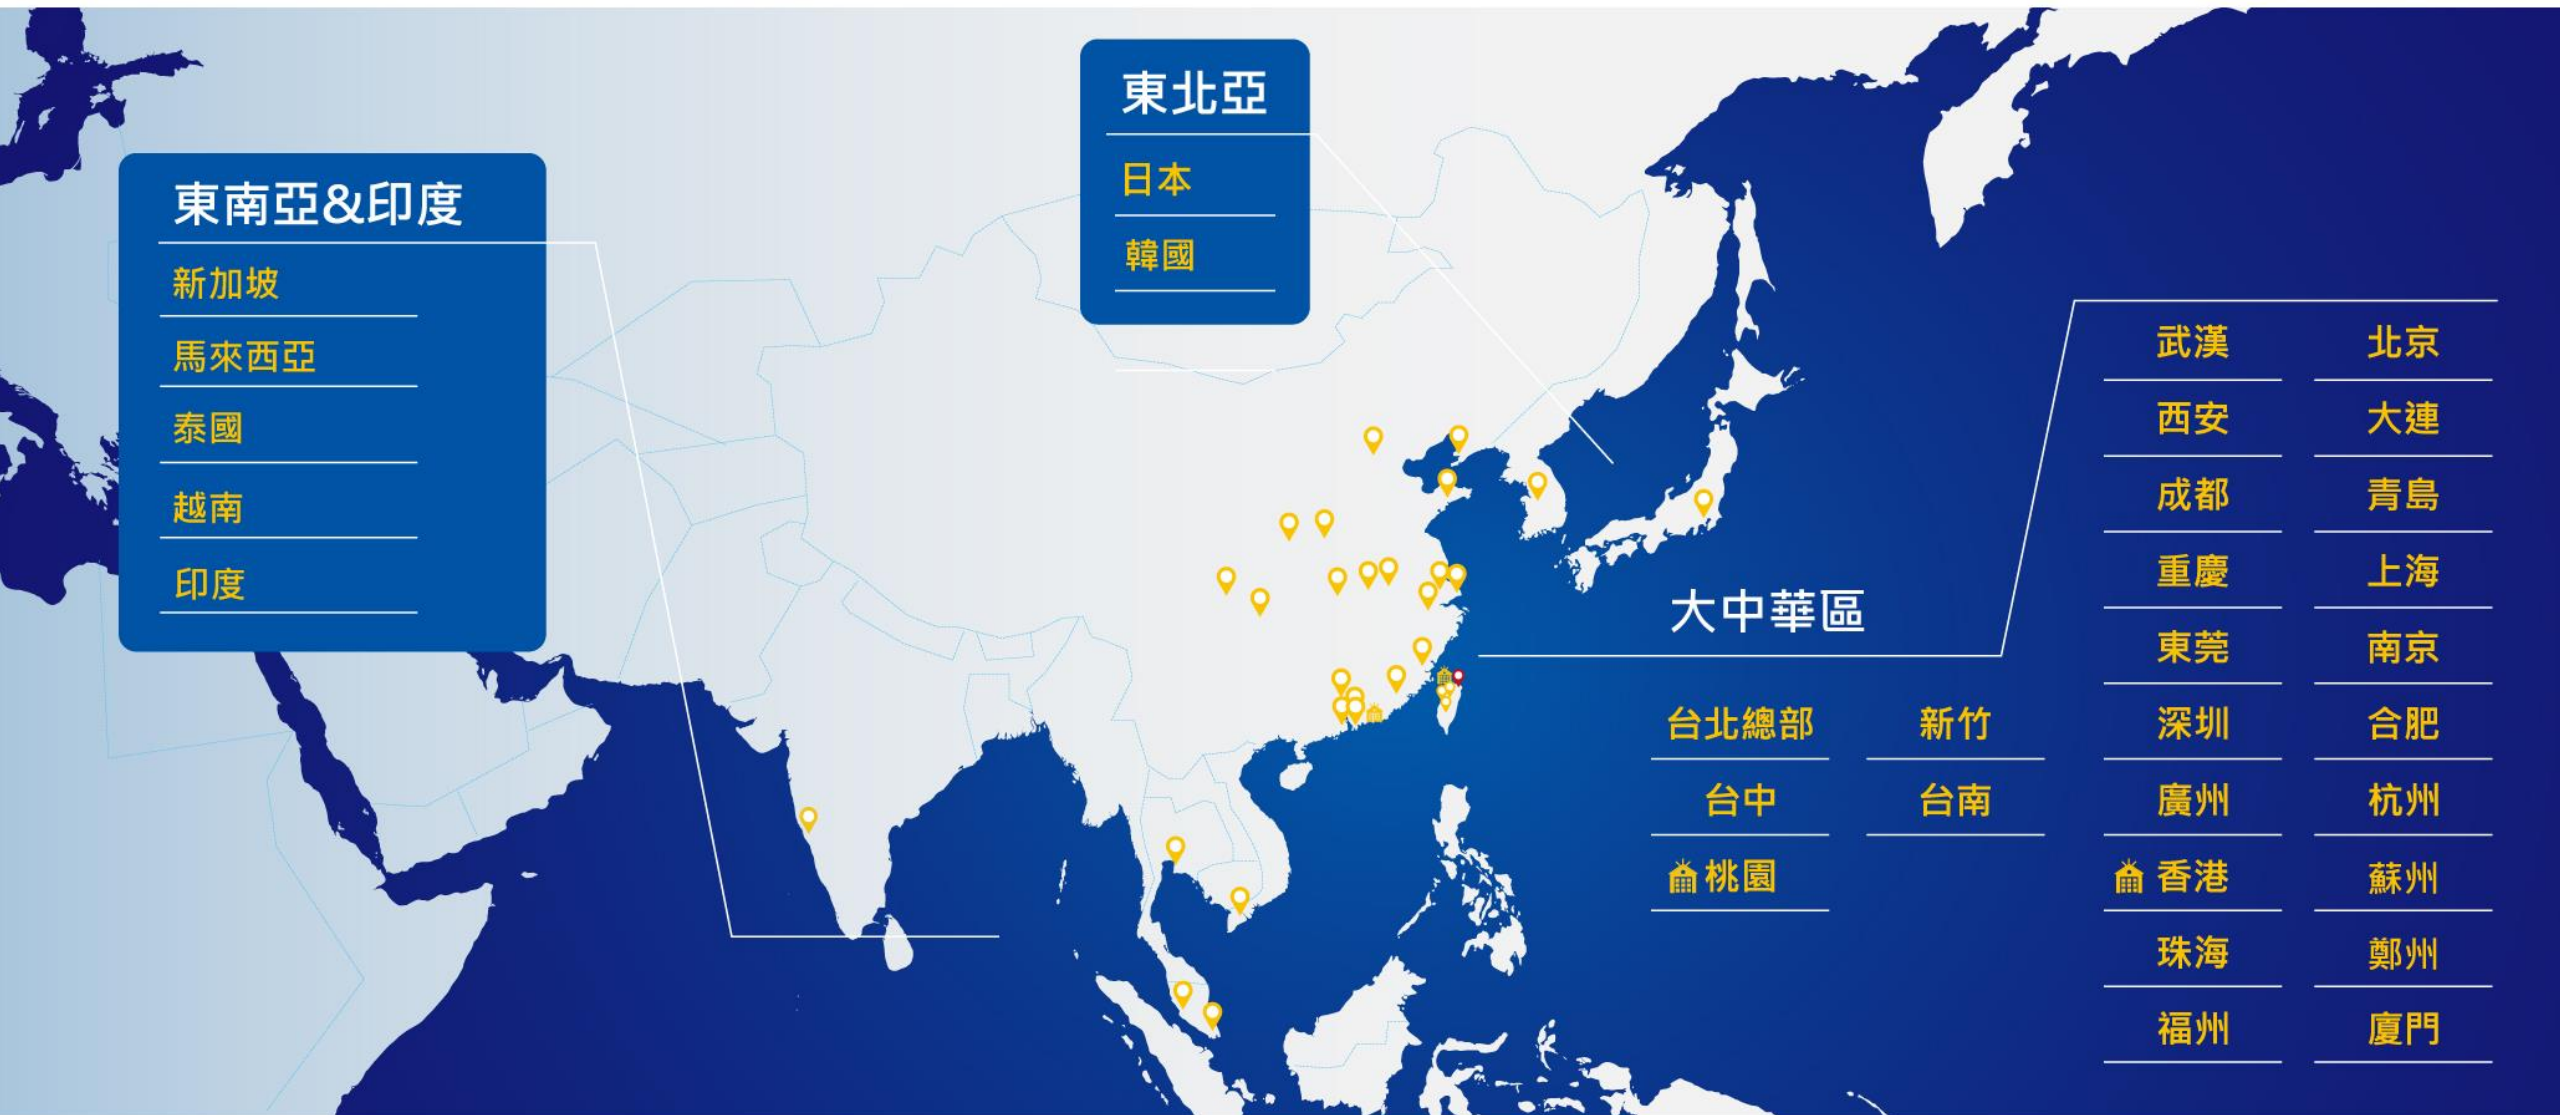 東南亞&印度
新加坡
馬來西亞
泰國
越南
印度
東北亞
日本
韓國
大中華區
台北總部 新竹
台中 台南
桃園
武漢 北京
西安 大連
成都 青島
重慶 上海
東莞 南京
深圳 合肥
廣州 杭州
香港 蘇州
珠海 鄭州
福州 廈門